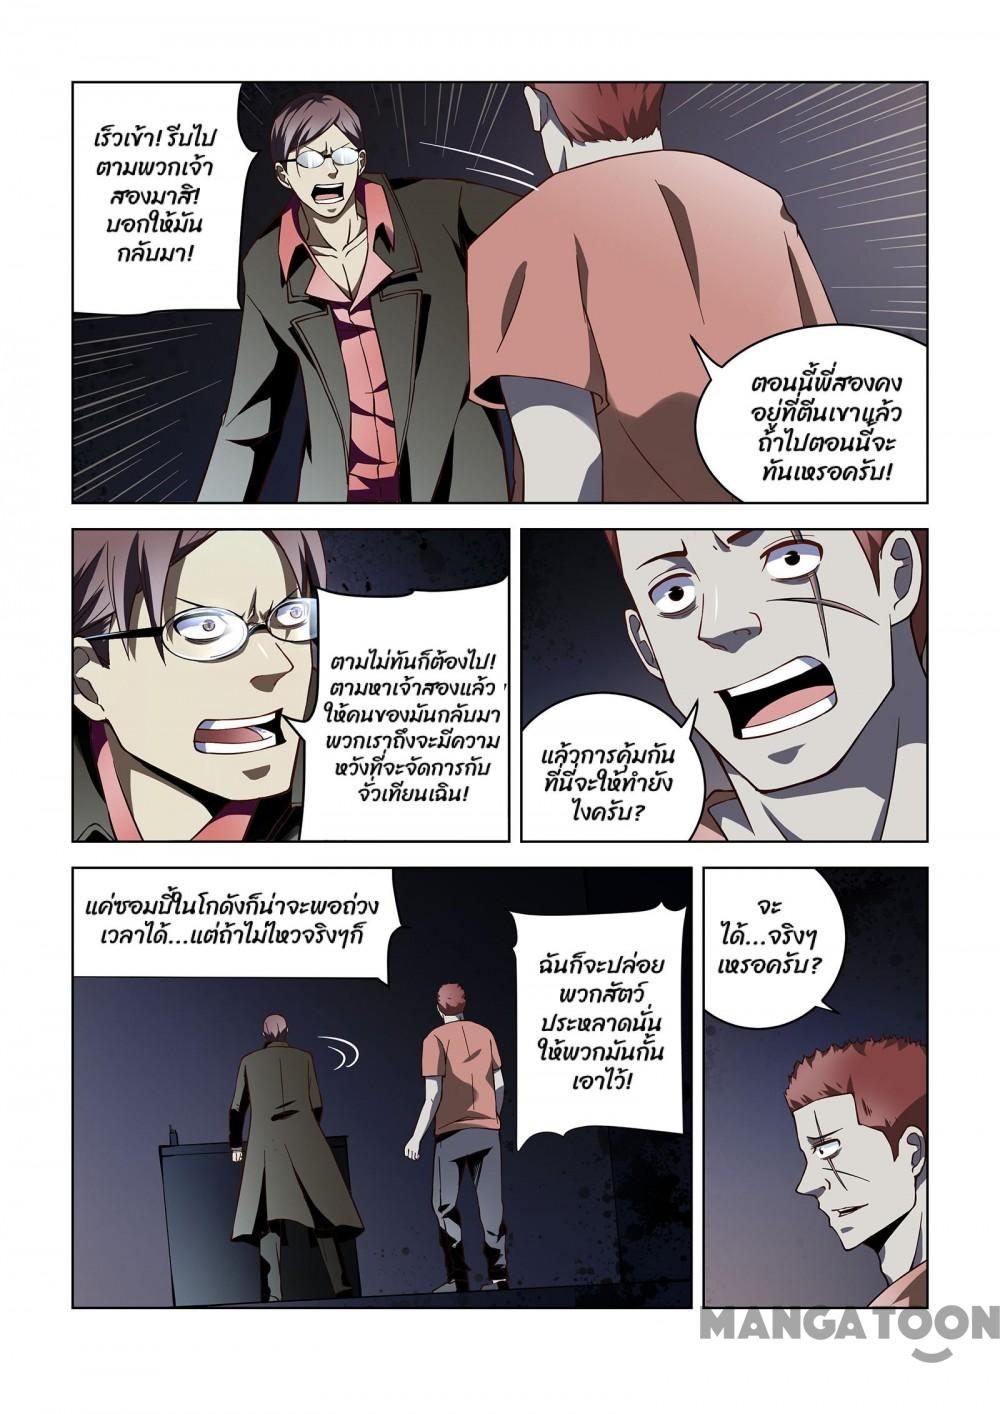 เร็วเข้า! รีบไป
ตามพวกเจ้า
สองมาสิ!
บอกให้มัน
กลับมา!
ตอนนี้พี่สองคง
อยู่ที่ตีนเขาแล้ว
ถ้าไปตอนนี้จะ
ทันเหรอครับ!
ตามไม่ทันก็ต้องไป!
ตามหาเจ้าสองแล้ว
ให้คนของมันกลับมา
พวกเราถึงจะมีความ
หวังที่จะจัดการกับ
จั่วเทียนเฉิน!
แล้วการคุ้มกัน
ที่นี่จะให้ทำยัง
ไงครับ?
แค่ซอมบี้ในโกดังก็น่าจะพอถ่วง
เวลาได้...แต่ถ้าไม่ไหวจริงๆก็
ฉันก็จะปล่อย
พวกสัตว์
ประหลาดนั่น
ให้พวกมันกั้น
เอาไว้!
จะ
ได้...จริงๆ
เหรอครับ?
MANGATOON